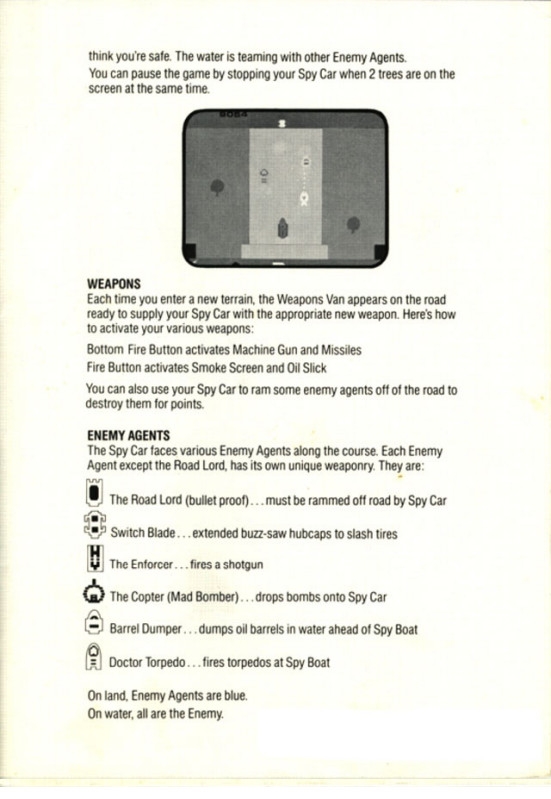 think you're safe. The water is teaming with other Enemy Agents.
You can pause the game by stopping your Spy Car when 2 trees are on the
screen at the same time.
9084
WEAPONS
Each time you enter a new terrain, the Weapons Van appears on the road
ready to supply your Spy Car with the appropriate new weapon. Here's how
to activate your various weapons:
Bottom Fire Button activates Machine Gun and Missiles
Fire Button activates Smoke Screen and Oil Slick
You can also use your Spy Car to ram some enemy agents off of the road to
destroy them for points.
ENEMY AGENTS
The Spy Car faces various Enemy Agents along the course. Each Enemy
Agent except the Road Lord, has its own unique weaponry. They are:
The Road Lord (bullet proof)...must be rammed off road by Spy Car
Switch Blade...extended buzz-saw hubcaps to slash tires
The Enforcer...fires a shotgun
The Copter (Mad Bomber)...drops bombs onto Spy Car
Barrel Dumper...dumps oil barrels in water ahead of Spy Boat
Doctor Torpedo...fires torpedos at Spy Boat
On land, Enemy Agents are blue.
On water, all are the Enemy.